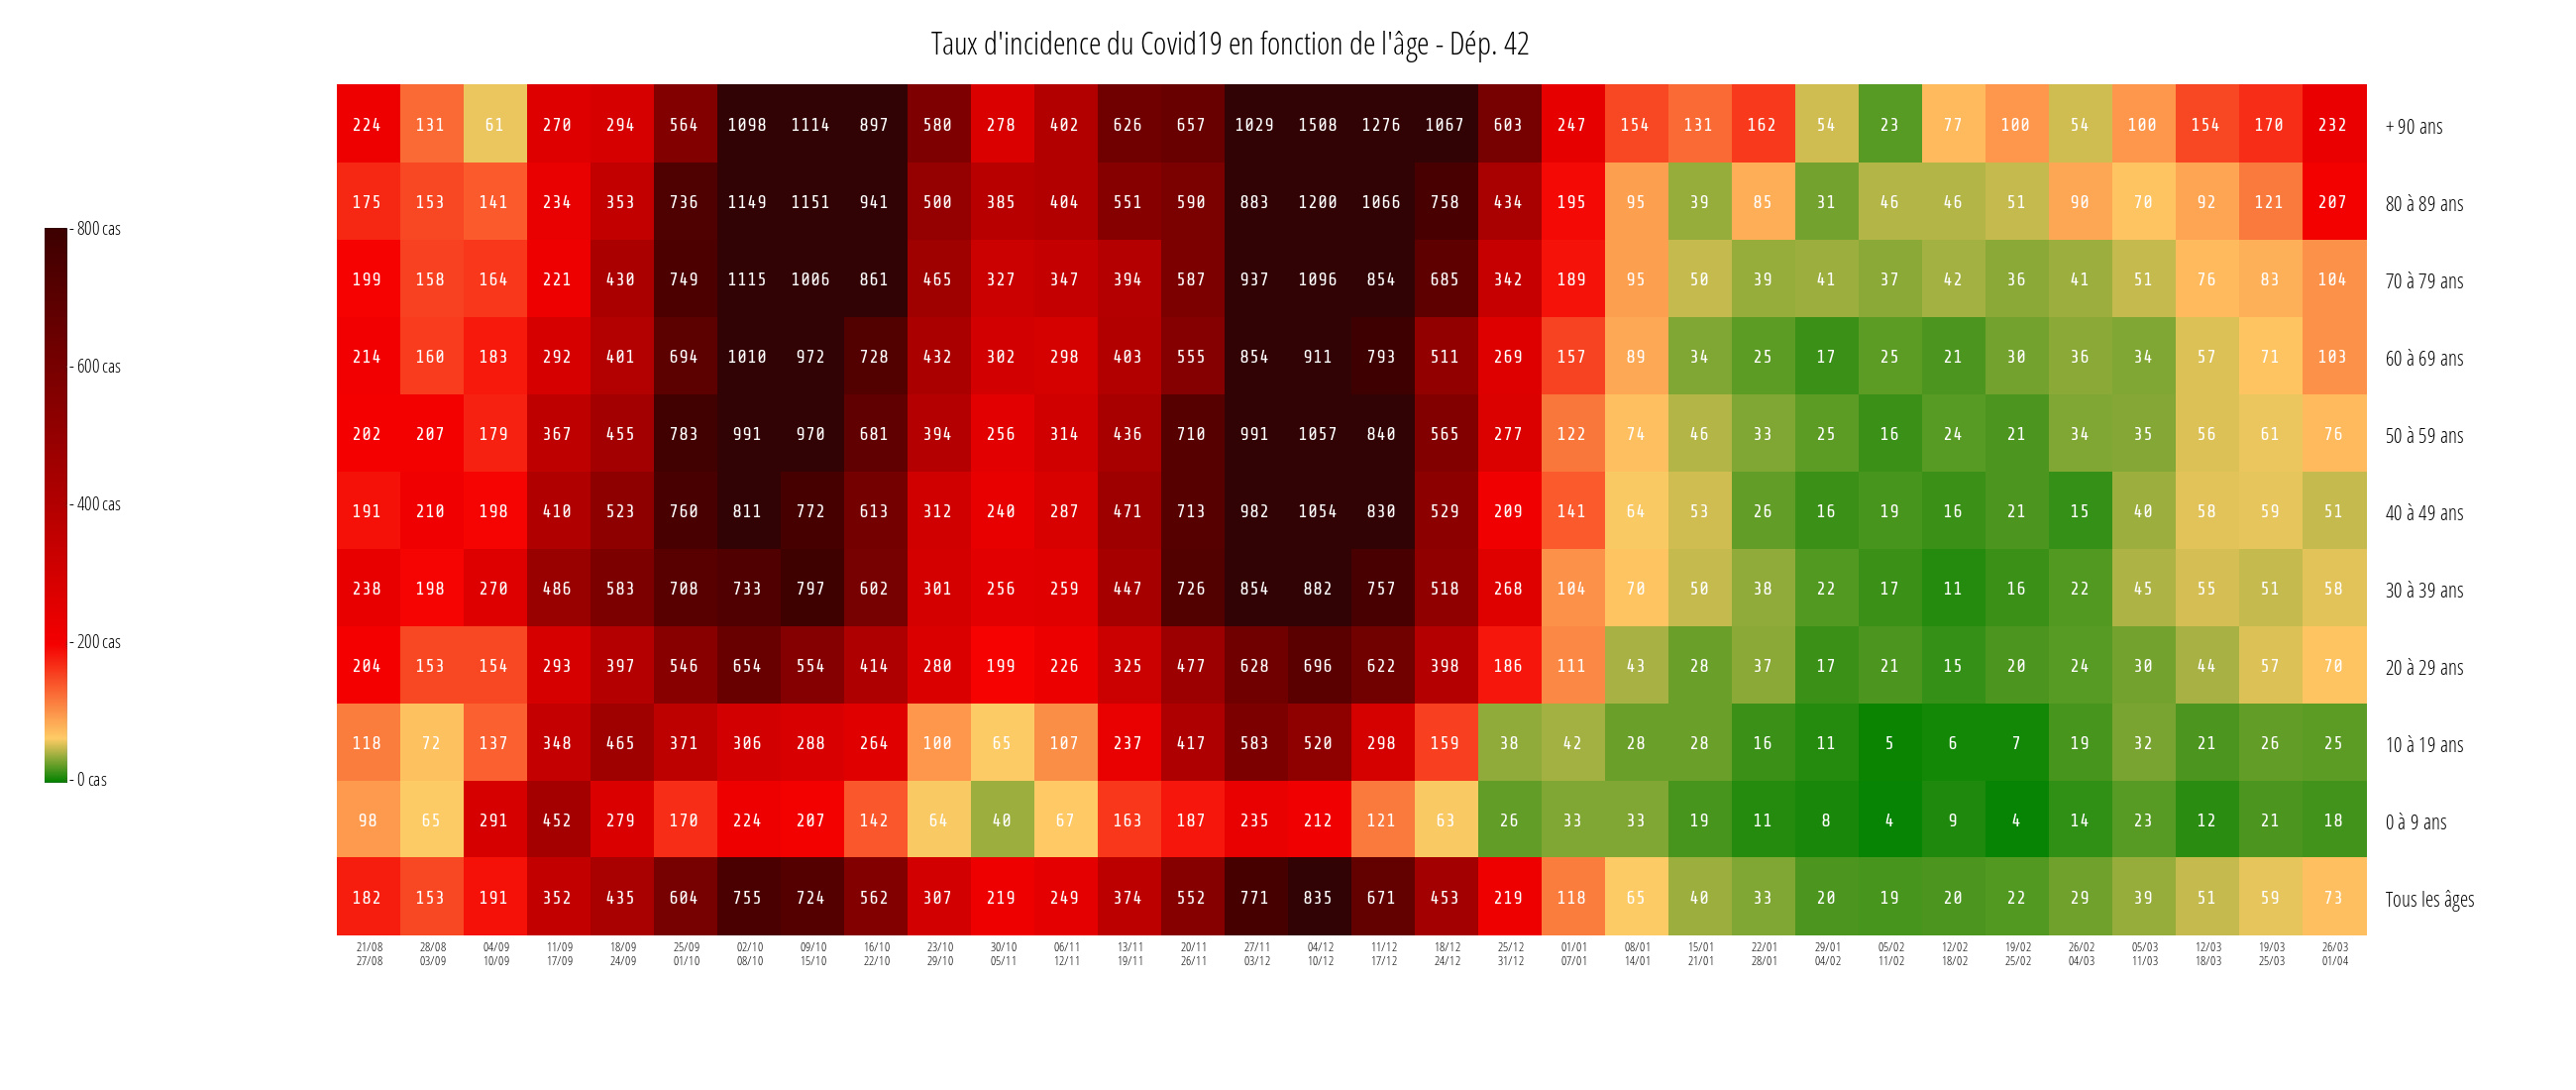 Taux d'incidence du Covid19 en fonction de l'âge - Dép. 42
224 131 61 270 294 564 1098 1114 897 580 278 402 626 657 1029 1508 1276 1067 603 247 154 131 162 54 23 77 100 54 100 154 170 232 + 90 ans
175 153 141 234 353 736 1149 1151 941 500 385 404 551 590 883 1200 1066 758 434 195 95 39 85 31 46 46 51 90 70 92 121 207 80 à 89 ans
199 158 164 221 430 749 1115 1006 861 465 327 347 394 587 937 1096 854 685 342 189 95 50 39 41 37 42 36 41 51 76 83 104 70 à 79 ans
214 160 183 292 401 694 1010 972 728 432 302 298 403 555 854 911 793 511 269 157 89 34 25 17 25 21 30 36 34 57 71 103 60 à 69 ans
202 207 179 367 455 783 991 970 681 394 256 314 436 710 991 1057 840 565 277 122 74 46 33 25 16 24 21 34 35 56 61 76 50 à 59 ans
191 210 198 410 523 760 811 772 613 312 240 287 471 713 982 1054 830 529 209 141 64 53 26 16 19 16 21 15 40 58 59 51 40 à 49 ans
238 198 270 486 583 708 733 797 602 301 256 259 447 726 854 882 757 518 268 104 70 50 38 22 17 11 16 22 45 55 51 58 30 à 39 ans
204 153 154 293 397 546 654 554 414 280 199 226 325 477 628 696 622 398 186 111 43 28 37 17 21 15 20 24 30 44 57 70 20 à 29 ans
118 72 137 348 465 371 306 288 264 100 65 107 237 417 583 520 298 159 38 42 28 28 16 11 5 6 7 19 32 21 26 25 10 à 19 ans
98 65 291 452 279 170 224 207 142 64 40 67 163 187 235 212 121 63 26 33 33 19 11 8 4 9 4 14 23 12 21 18 0 à 9 ans
182 153 191 352 435 604 755 724 562 307 219 249 374 552 771 835 671 453 219 118 65 40 33 20 19 20 22 29 39 51 59 73 Tous les âges
21/08 28/08 04/09 11/09 18/09 25/09 02/10 09/10 16/10 23/10 30/10 06/11 13/11 20/11 27/11 04/12 11/12 18/12 25/12 01/01 08/01 15/01 22/01 29/01 05/02 12/02 19/02 26/02 05/03 12/03 19/03 26/03
27/08 03/09 10/09 17/09 24/09 01/10 08/10 15/10 22/10 29/10 05/11 12/11 19/11 26/11 03/12 10/12 17/12 24/12 31/12 07/01 14/01 21/01 28/01 04/02 11/02 18/02 25/02 04/03 11/03 18/03 25/03 01/04
- 800 cas
- 600 cas
- 400 cas
- 200 cas
- 0 cas